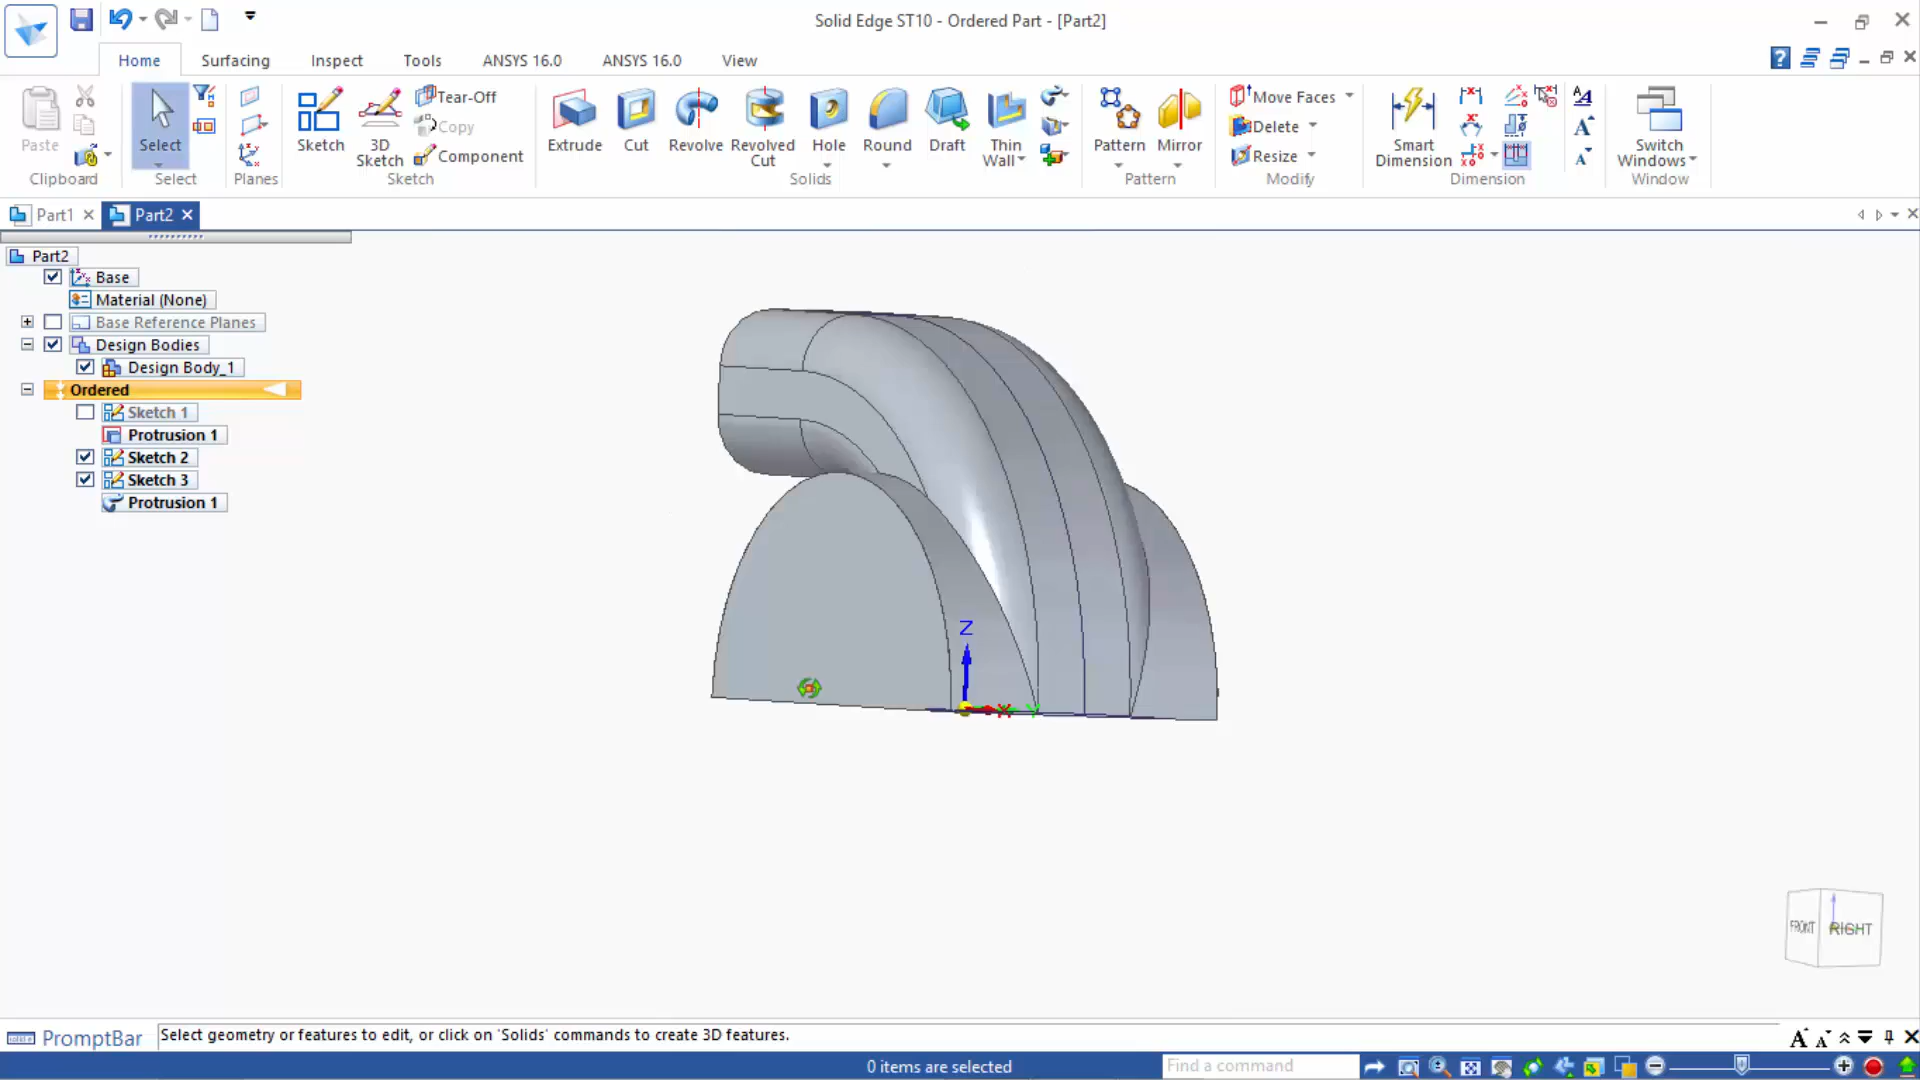 Solid Edge ST10 - Ordered Part - [Part2]
Home Surfacing Inspect Tools ANSYS 16.0 ANSYS 16.0 View
Paste
Clipboard
Select
Select
Planes
Sketch
3D Sketch
Tear-Off
Copy
Component
Sketch
Extrude
Cut
Revolve
Revolved Cut
Hole
Round
Draft
Thin Wall
Solids
Pattern
Mirror
Pattern
Move Faces
Delete
Resize
Modify
Smart Dimension
Dimension
Switch Windows
Window
Part1 Part2
Part2
Base
Material (None)
Base Reference Planes
Design Bodies
Design Body_1
Ordered
Sketch 1
Protrusion 1
Sketch 2
Sketch 3
Protrusion 1
Z
X Y
FRONT RIGHT
PromptBar
Select geometry or features to edit, or click on 'Solids' commands to create 3D features.
0 items are selected
Find a command